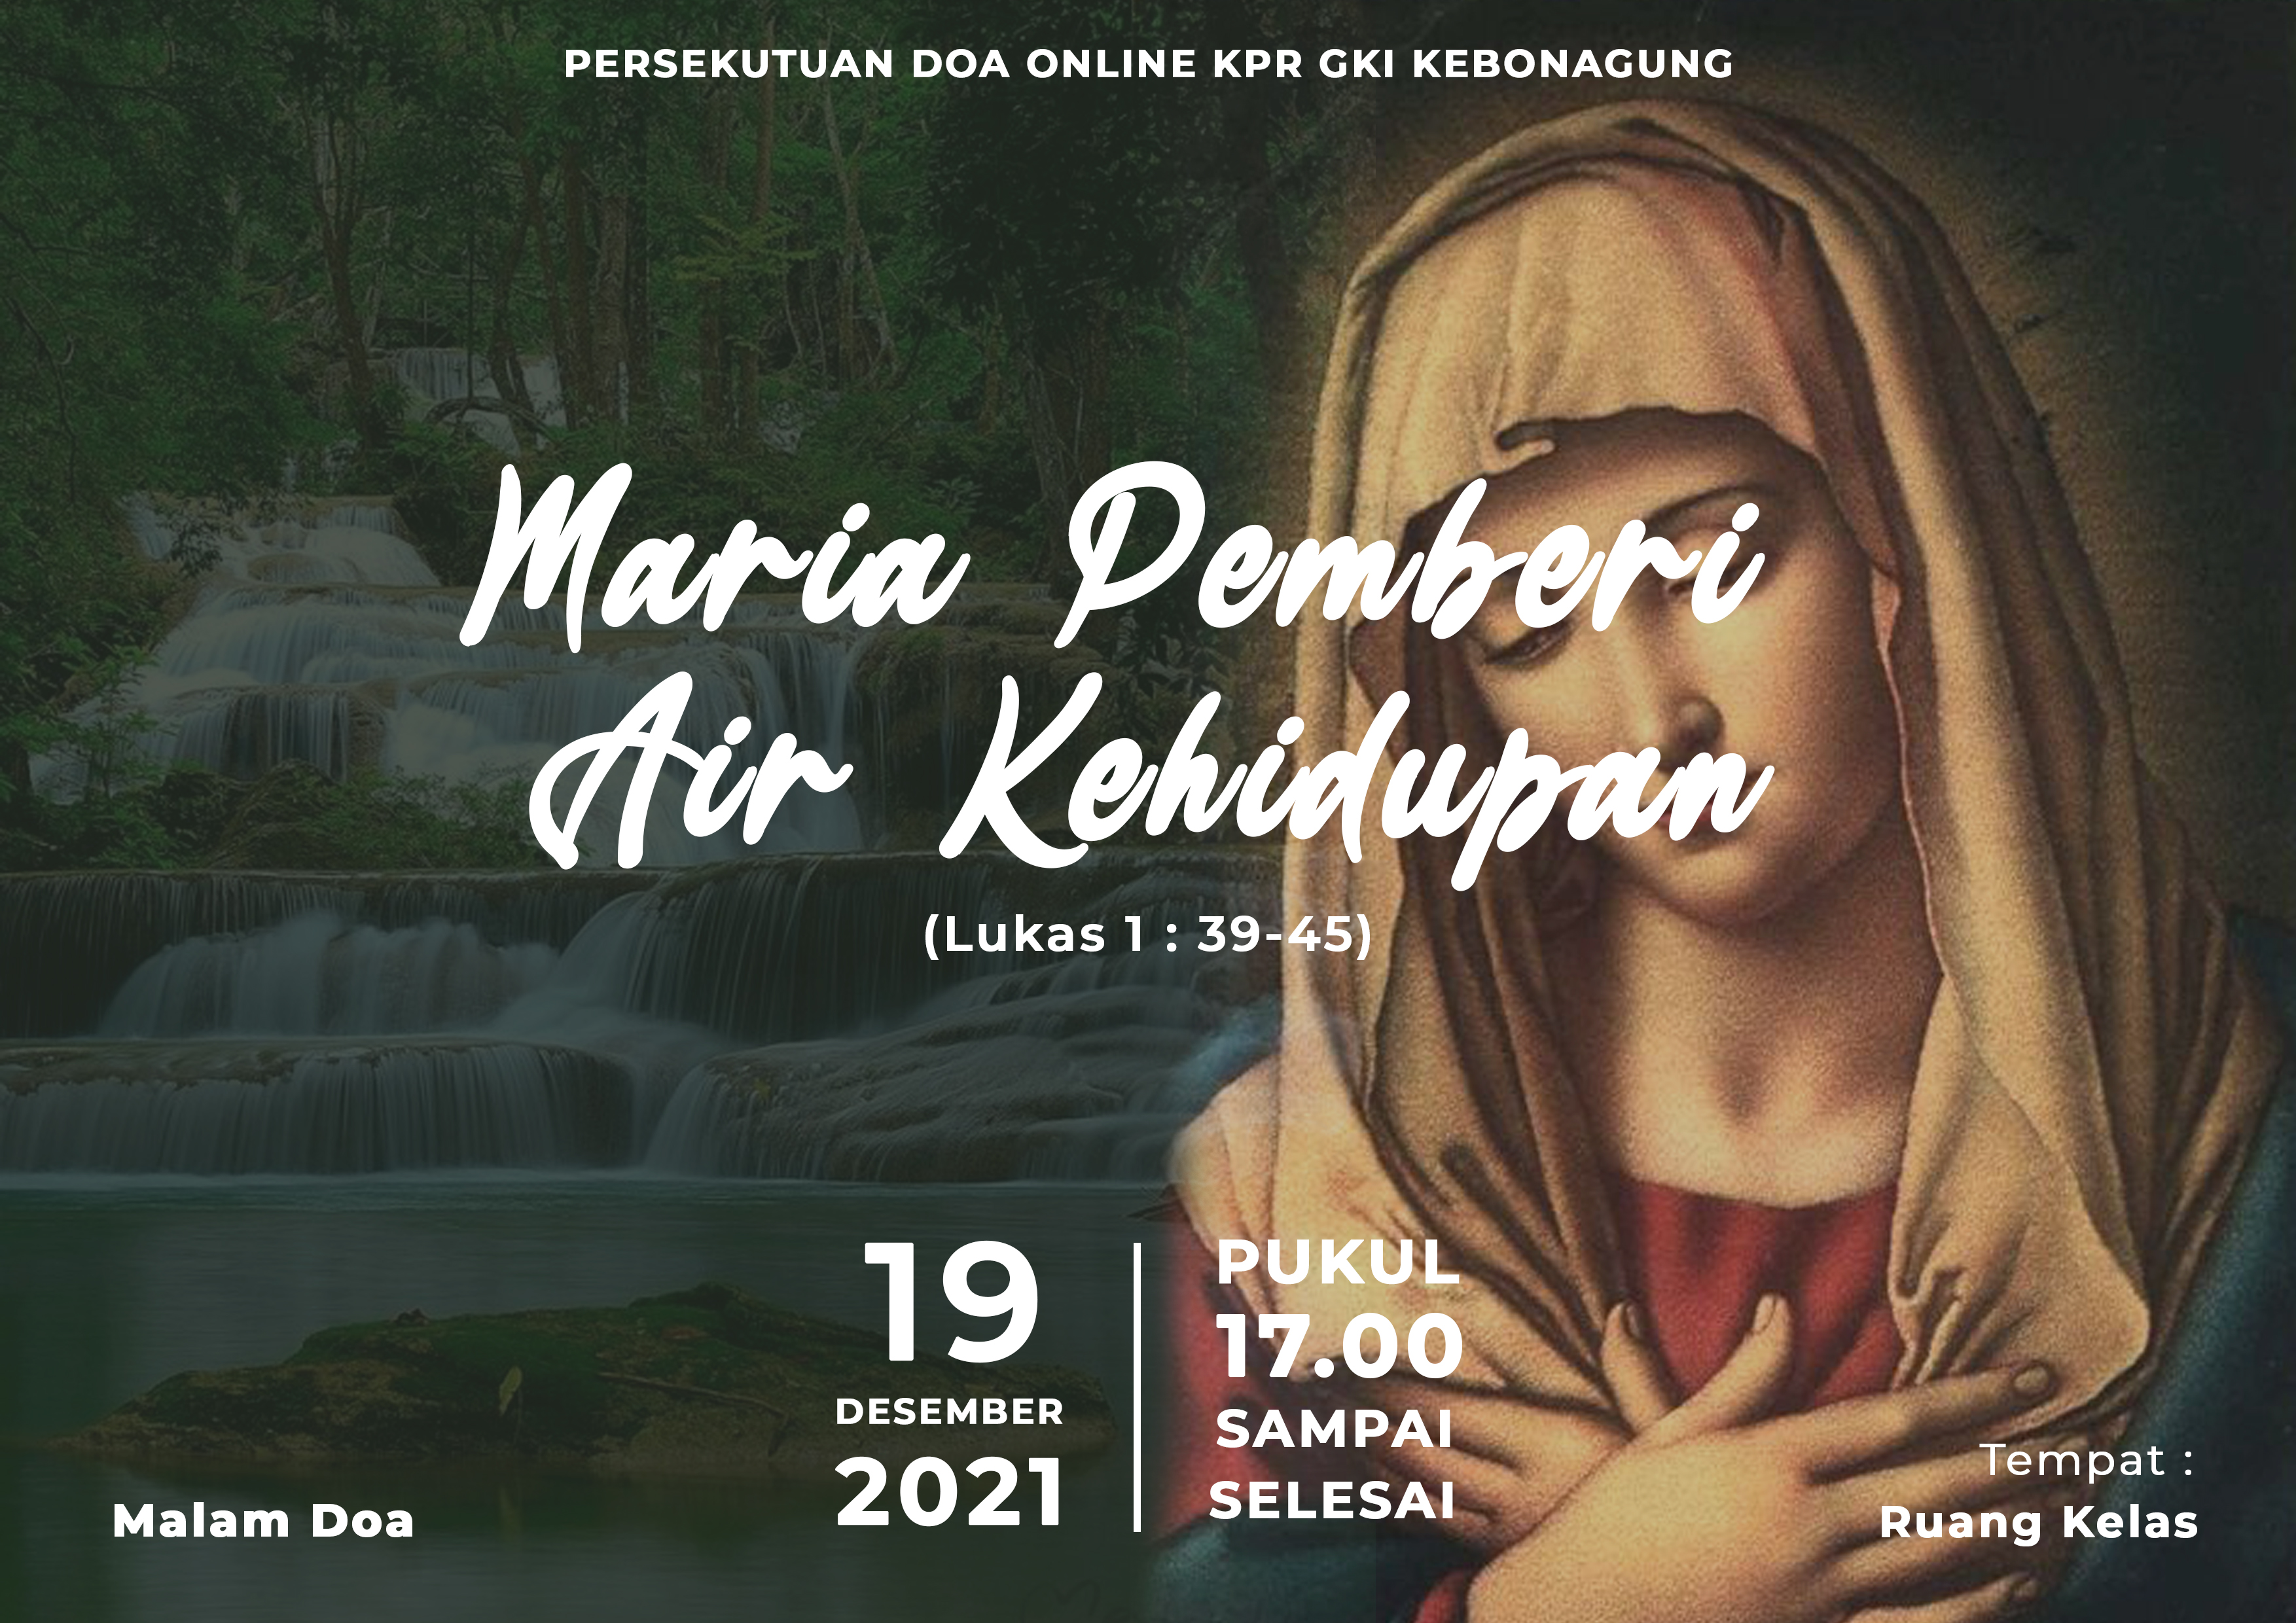 PERSEKUTUAN DOA ONLINE KPR GKI KEBONAGUNG
Maria Pemberi
Air Kehidupan
(Lukas 1 : 39-45)
19
DESEMBER
2021
PUKUL
17.00
SAMPAI
SELESAI
Malam Doa
Tempat :
Ruang Kelas